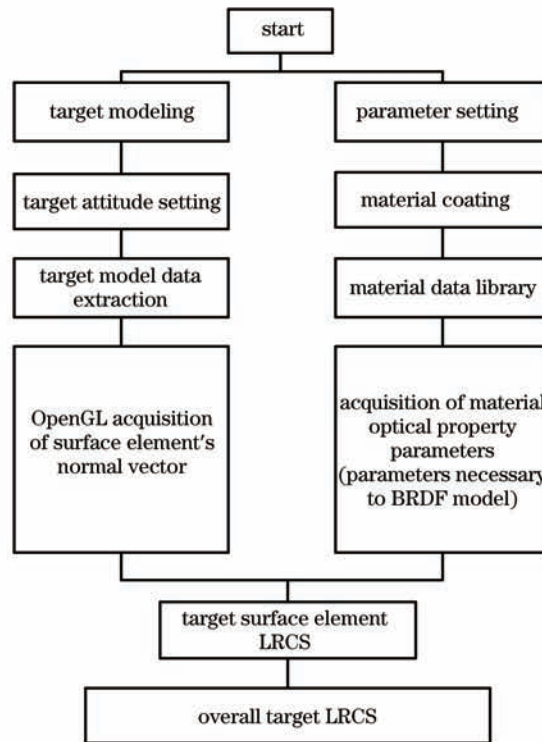 start
target modeling
parameter setting
target attitude setting
material coating
target model data
extraction
material data library
OpenGL acquisition
of surface element's
normal vector
acquisition of material
optical property
parameters
(parameters necessary
to BRDF model)
target surface element
LRCS
overall target LRCS